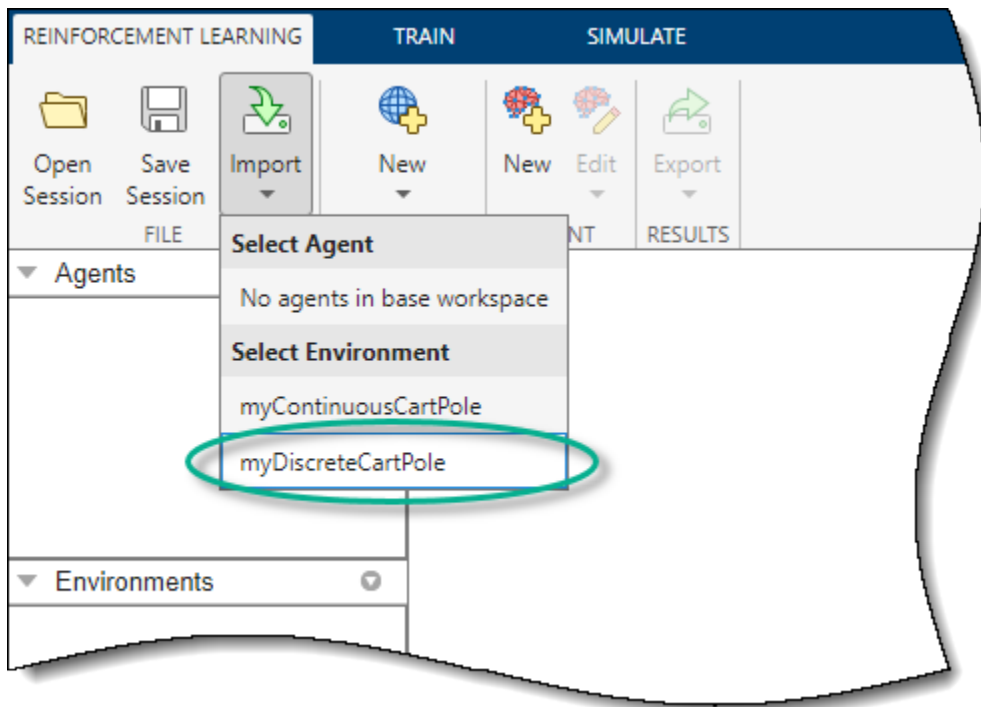 REINFORCEMENT LEARNING TRAIN SIMULATE
Open Session
Save Session
Import
New
New
Edit
Export
FILE
NT
RESULTS
Select Agent
No agents in base workspace
Select Environment
myContinuousCartPole
myDiscreteCartPole
Agents
Environments